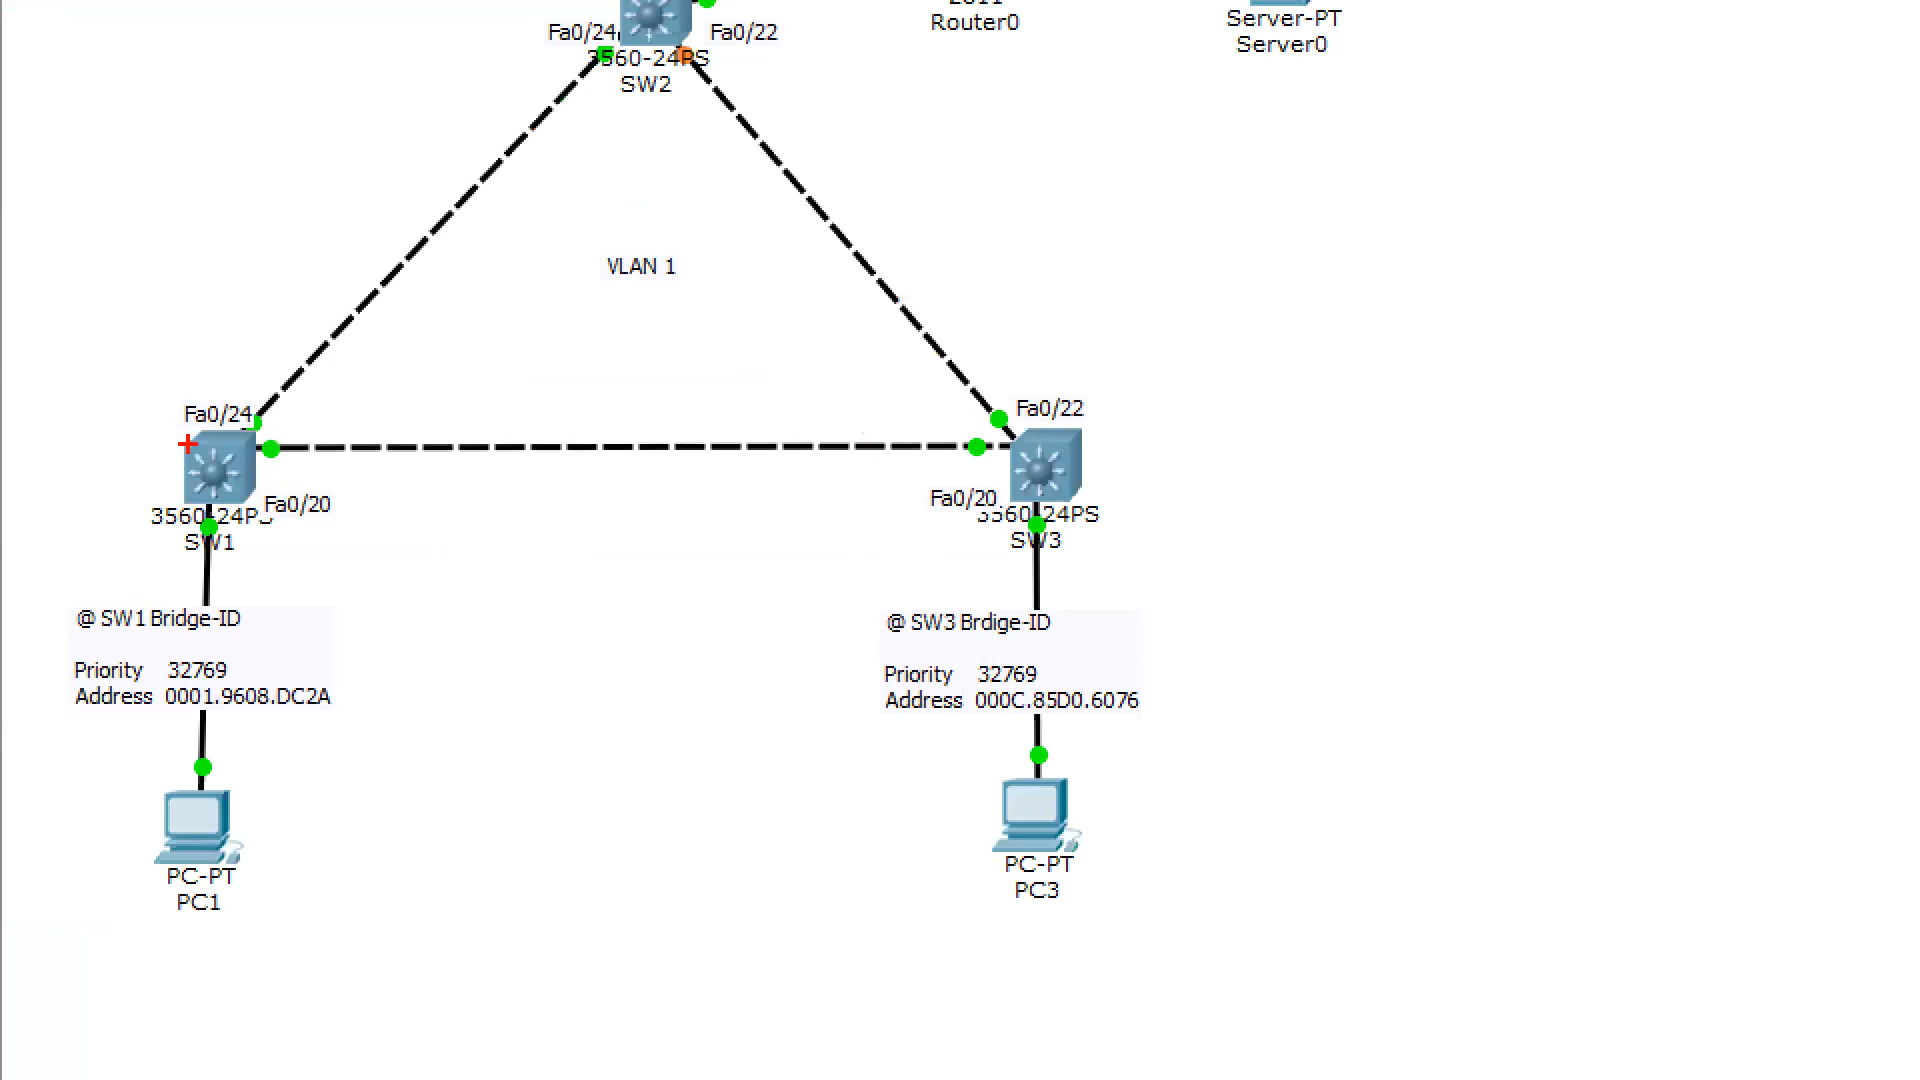 Router0
Server-PT
Server0
Fa0/24
Fa0/22
3560-24PS
SW2
VLAN 1
Fa0/24
Fa0/22
Fa0/20
SW1
Fa0/20
3560-24PS
SW3
@ SW1 Bridge-ID
Priority 32769
Address 0001.9608.DC2A
@ SW3 Brdige-ID
Priority 32769
Address 000C.85D0.6076
PC-PT
PC1
PC-PT
PC3